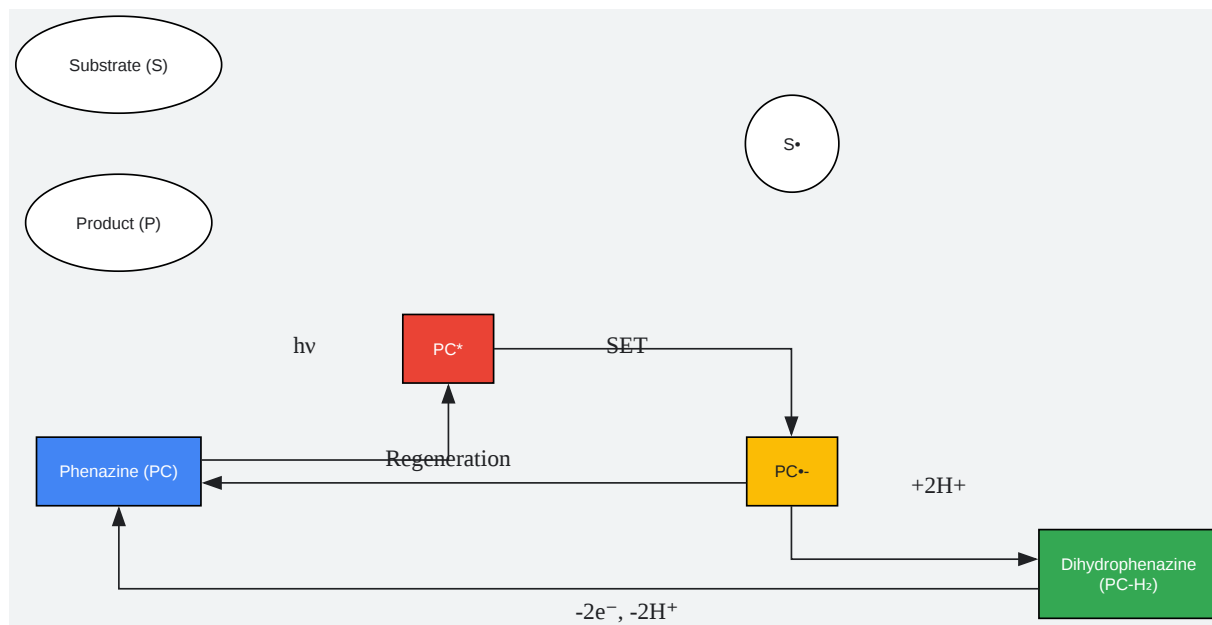 Substrate (S)
S•
Product (P)
hν
PC*
SET
Regeneration
Phenazine (PC)
PC•-
+2H+
Dihydrophenazine
(PC-H₂)
-2e⁻, -2H⁺